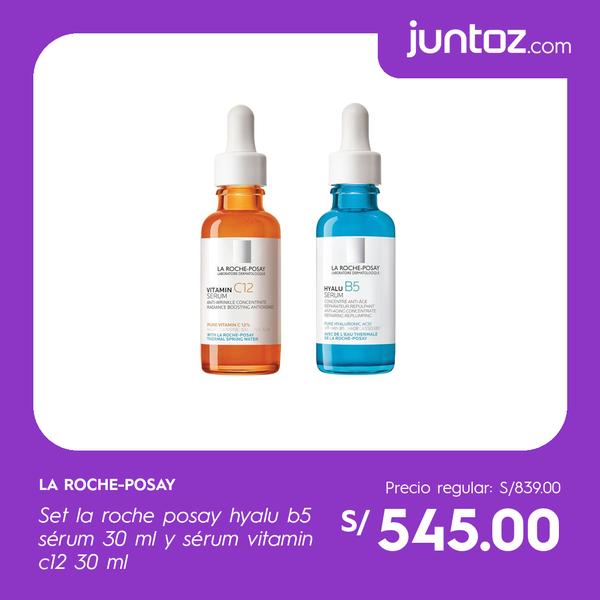 juntoz.com
LA ROCHE-POSAY
LABORATOIRE DERMATOLOGIQUE
VITAMIN C12
SERUM
ANTI-WRINKLE CONCENTRATE
RADIANCE BOOSTING ANTIOXIDANT
PURE VITAMIN C 12%
WITH LA ROCHE-POSAY
THERMAL SPRING WATER
LA ROCHE-POSAY
LABORATOIRE DERMATOLOGIQUE
HYALU B5
SERUM
CONCENTRÉ ANTI-ÂGE
RÉPARATEUR REPULPANT
ANTI-AGING CONCENTRATE
REPAIRING REPLUMPING
PURE HYALURONIC ACID
AVEC DE L'EAU THERMALE
DE LA ROCHE-POSAY
LA ROCHE-POSAY
Set la roche posay hyalu b5
sérum 30 ml y sérum vitamin
c12 30 ml
Precio regular: S/839.00
S/ 545.00